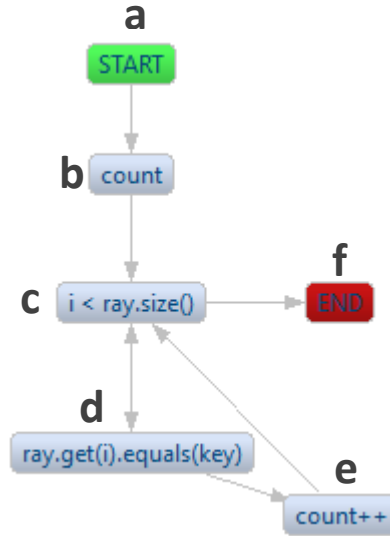 a
START
b
count
c
i < ray.size()
f
END
d
ray.get(i).equals(key)
e
count++